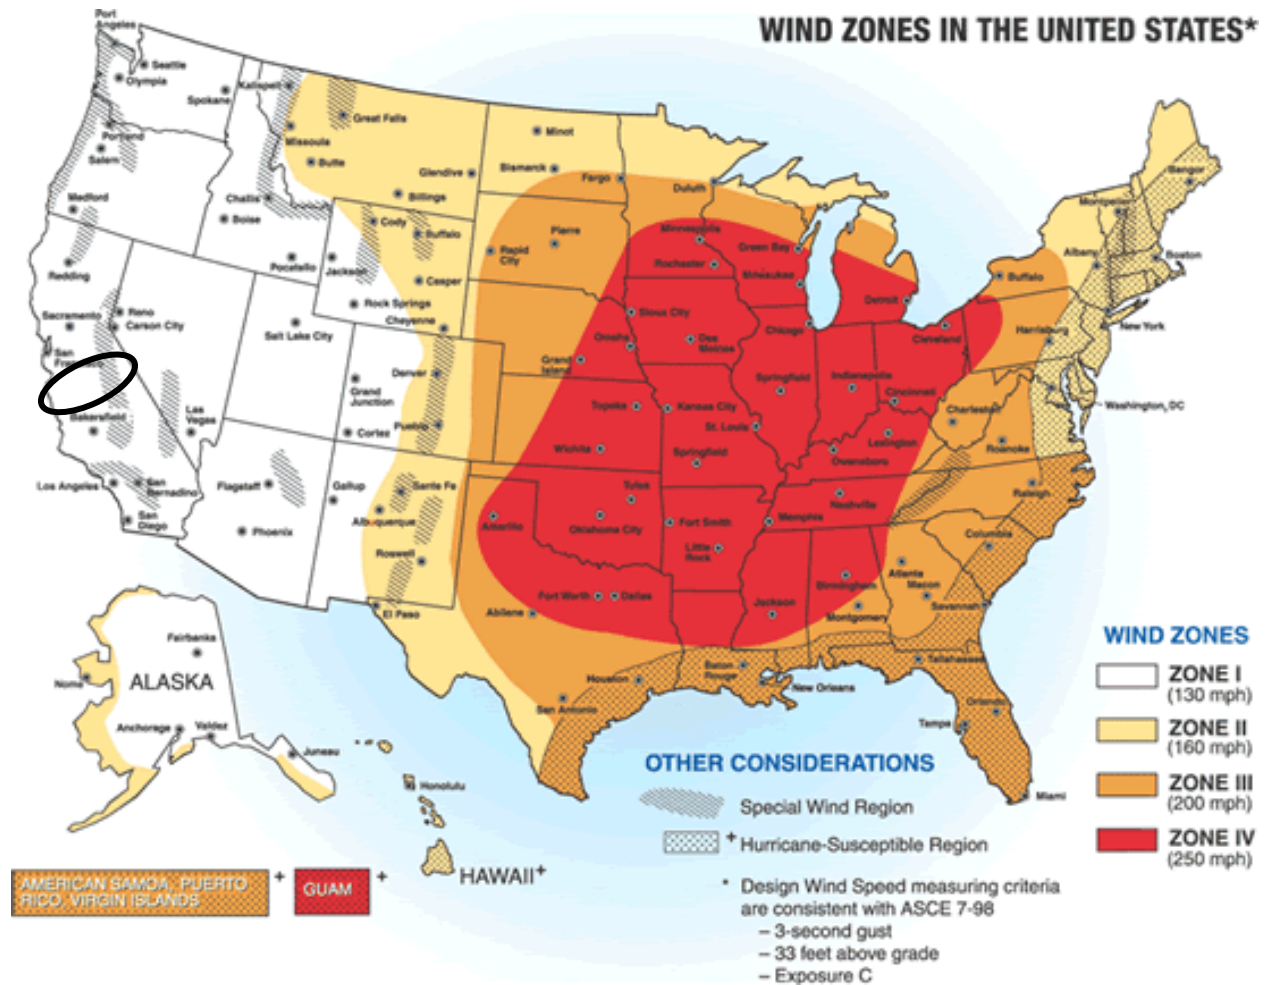 WIND ZONES IN THE UNITED STATES*
Port
Angeles
Seattle
Olympia
Spokane
Kalispell
Great Falls
Missoula
Butte
Glendive
Billings
Minot
Bismarck
Fargo
Duluth
Bangor
Montpelier
Portland
Salem
Medford
Challis
Boise
Pocatello
Jackson
Cody
Buffalo
Casper
Rapid
City
Pierre
Minneapolis
Rochester
Green Bay
Milwaukee
Detroit
Buffalo
Albany
Boston
Redding
Sacramento
Reno
Carson City
Salt Lake City
Rock Springs
Cheyenne
Sioux City
Omaha
Des
Moines
Chicago
Cleveland
Harrisburg
New York
San
Francisco
Denver
Grand
Junction
Grand
Island
Springfield
Indianapolis
Cincinnati
Charleston
Washington, DC
Bakersfield
Las
Vegas
Cortez
Pueblo
Topeka
Kansas City
St. Louis
Lexington
Owensboro
Roanoke
Wichita
Springfield
Los Angeles
San
Bernadino
San
Diego
Flagstaff
Gallup
Phoenix
Sante Fe
Albuquerque
Roswell
El Paso
Amarillo
Tulsa
Oklahoma City
Fort Smith
Little
Rock
Memphis
Nashville
Raleigh
Columbia
Atlanta
Macon
Savannah
Birmingham
Montgomery
Jackson
Fort Worth
Dallas
Abilene
Houston
San Antonio
Baton
Rouge
New Orleans
Tallahassee
Orlando
Tampa
Miami
Fairbanks
ALASKA
Nome
Anchorage
Valdez
Juneau
Honolulu
HAWAII+
AMERICAN SAMOA, PUERTO
RICO, VIRGIN ISLANDS
+
GUAM
+
OTHER CONSIDERATIONS
Special Wind Region
+ Hurricane-Susceptible Region
* Design Wind Speed measuring criteria
are consistent with ASCE 7-98
– 3-second gust
– 33 feet above grade
– Exposure C
WIND ZONES
ZONE I
(130 mph)
ZONE II
(160 mph)
ZONE III
(200 mph)
ZONE IV
(250 mph)